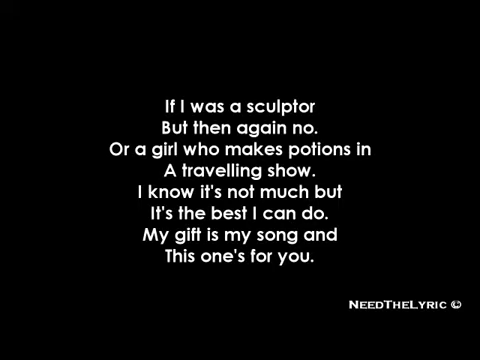 If I was a sculptor
But then again no.
Or a girl who makes potions in
A travelling show.
I know it's not much but
It's the best I can do.
My gift is my song and
This one's for you.
NeedTheLyric ©